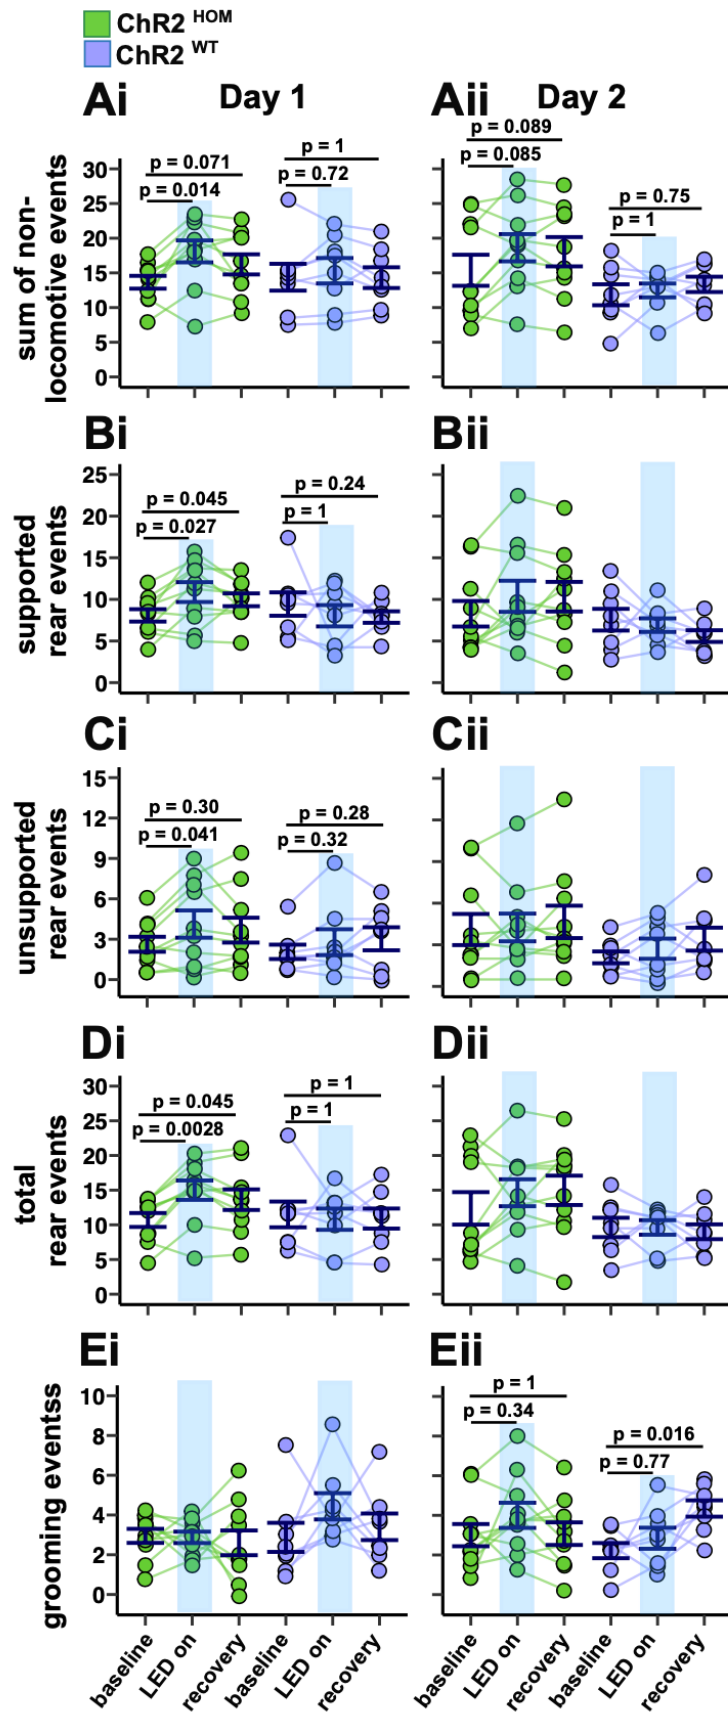 ChR2 HOM
ChR2 WT
Ai Day 1 Aii Day 2
sum of non-
locomotive events
30
25
20
15
10
5
0
p = 0.071
p = 0.014
p = 1
p = 0.72
p = 0.089
p = 0.085
p = 0.75
p = 1
Bi Bii
supported
rear events
25
20
15
10
5
0
p = 0.045
p = 0.027
p = 0.24
p = 1
Ci Cii
unsupported
rear events
15
12
9
6
3
0
p = 0.30
p = 0.041
p = 0.28
p = 0.32
Di Dii
total
rear events
30
25
20
15
10
5
0
p = 0.045
p = 0.0028
p = 1
p = 1
Ei Eii
grooming eventss
10
8
6
4
2
0
p = 1
p = 0.34
p = 0.016
p = 0.77
baseline LED on recovery baseline LED on recovery baseline LED on recovery baseline LED on recovery